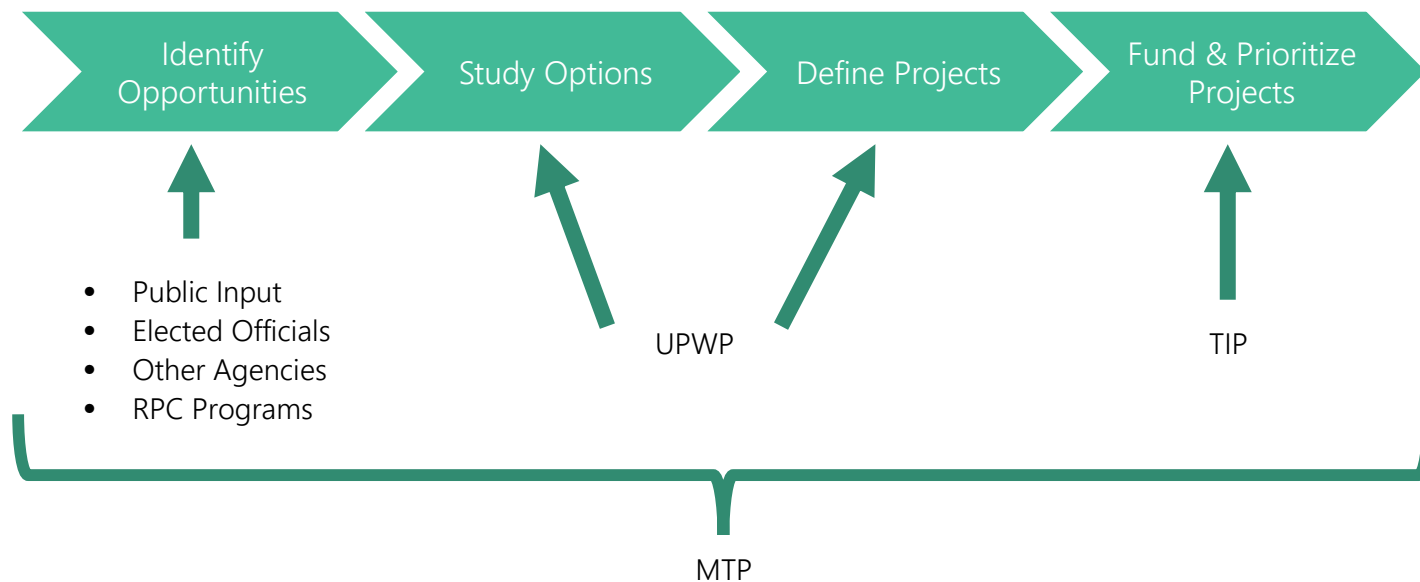 Identify
Opportunities
Study Options
Define Projects
Fund & Prioritize
Projects
• Public Input
• Elected Officials
• Other Agencies
• RPC Programs
UPWP
TIP
MTP